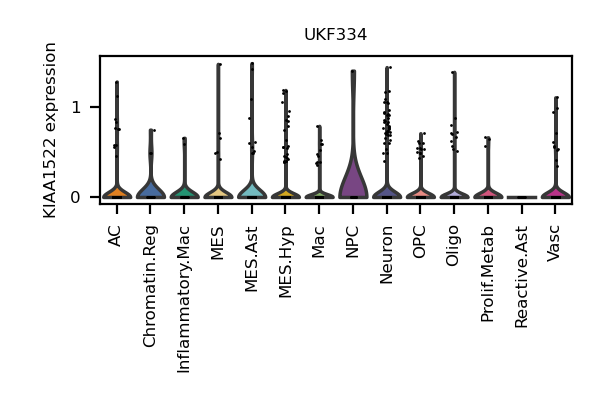 UKF334
KIAA1522 expression
1
0
AC
Chromatin.Reg
Inflammatory.Mac
MES
MES.Ast
MES.Hyp
Mac
NPC
Neuron
OPC
Oligo
Prolif.Metab
Reactive.Ast
Vasc